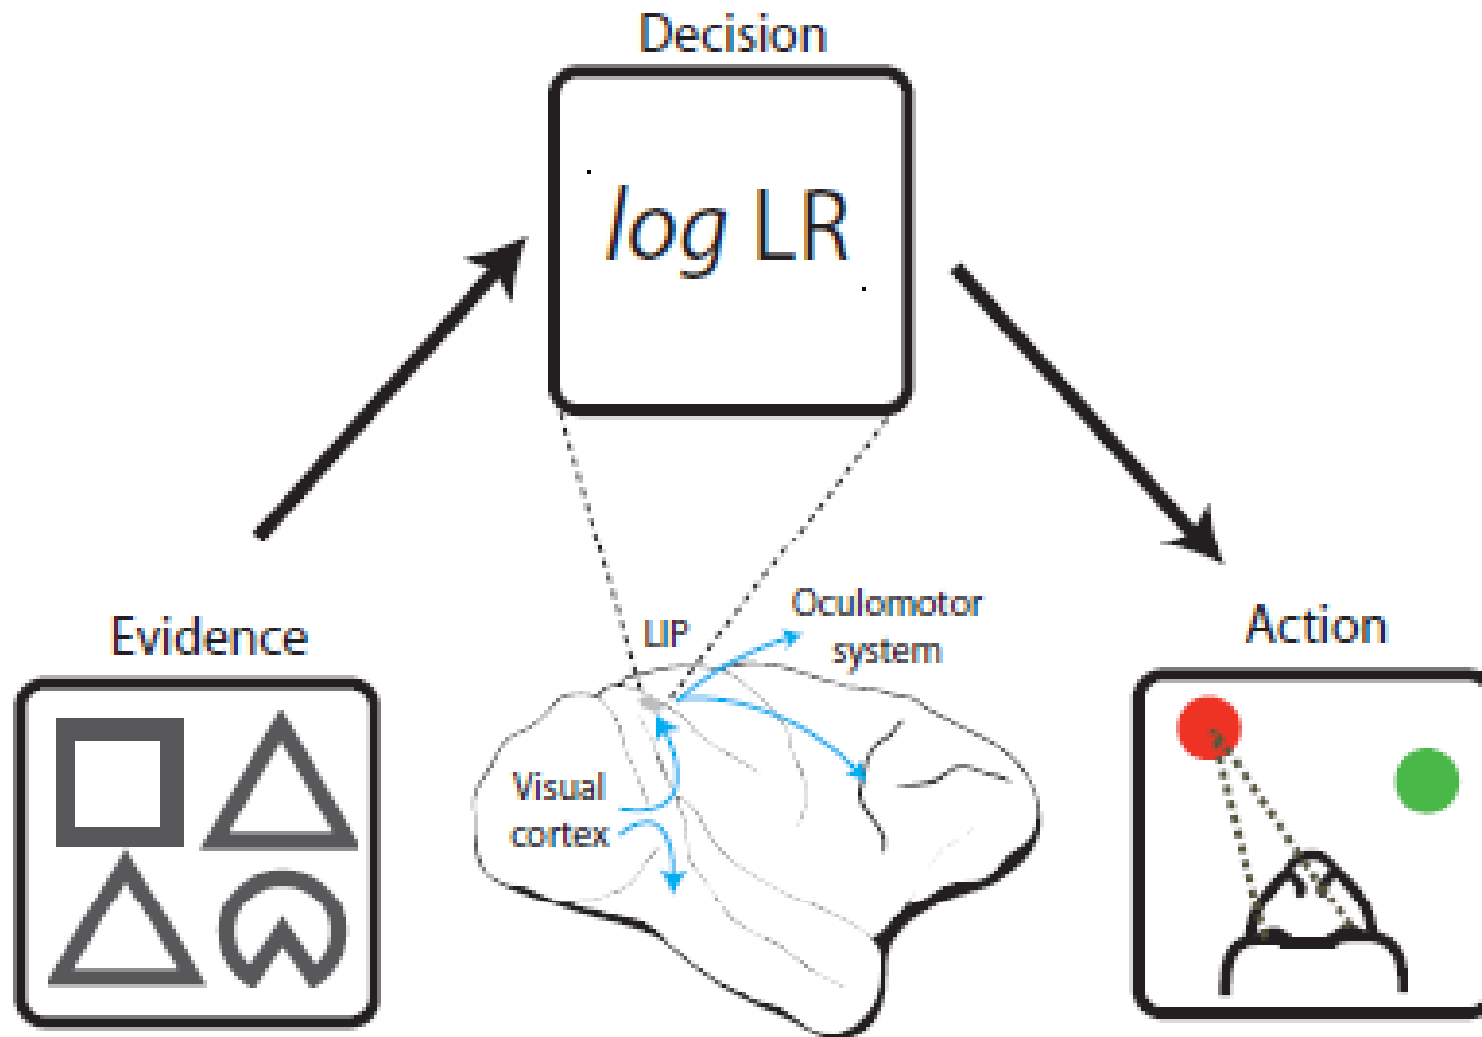 Decision
log LR
Evidence
LIP
Oculomotor
system
Visual
cortex
Action